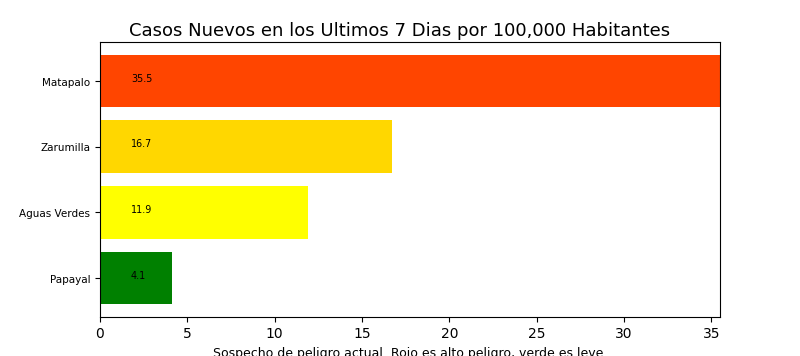 Casos Nuevos en los Ultimos 7 Dias por 100,000 Habitantes
Matapalo 35.5
Zarumilla 16.7
Aguas Verdes 11.9
Papayal 4.1
0 5 10 15 20 25 30 35
Sospecho de peligro actual. Rojo es alto peligro, verde es leve